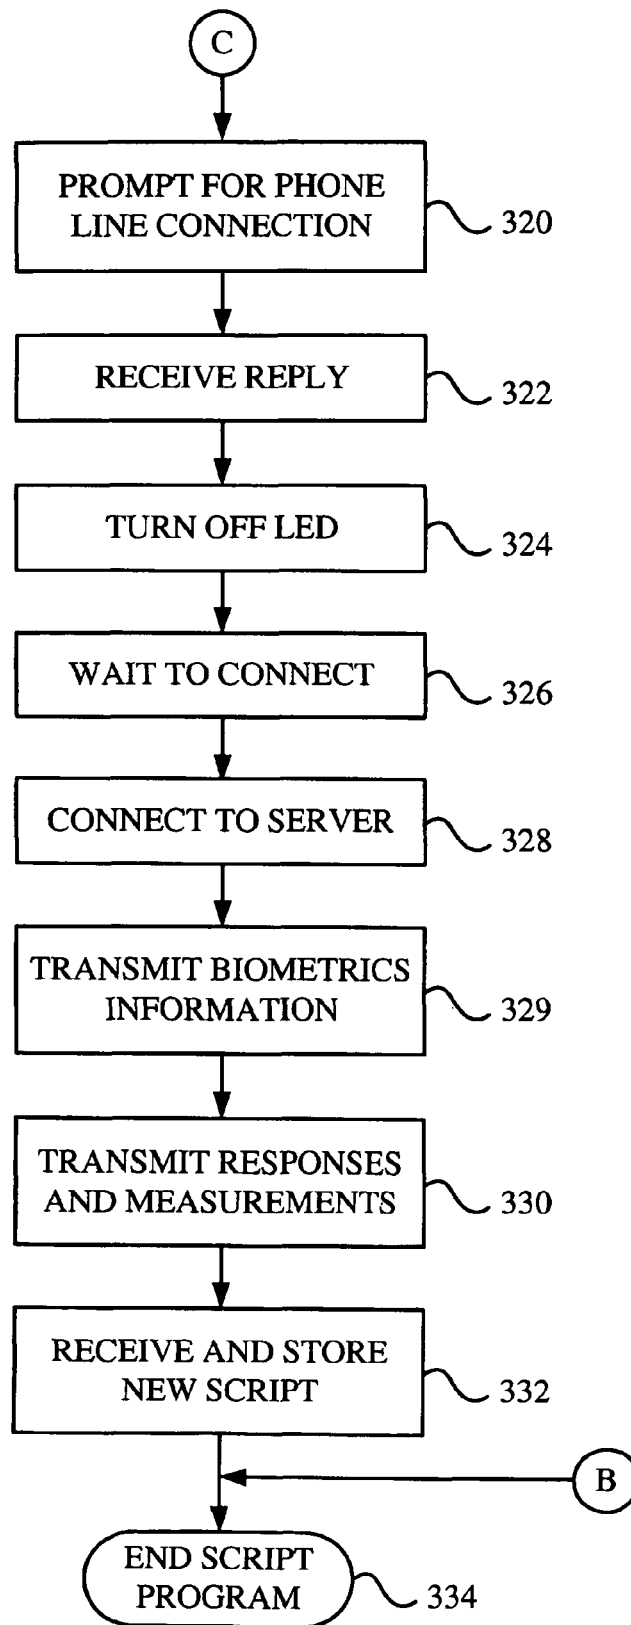 C
PROMPT FOR PHONE
LINE CONNECTION
320
RECEIVE REPLY
322
TURN OFF LED
324
WAIT TO CONNECT
326
CONNECT TO SERVER
328
TRANSMIT BIOMETRICS
INFORMATION
329
TRANSMIT RESPONSES
AND MEASUREMENTS
330
RECEIVE AND STORE
NEW SCRIPT
332
B
END SCRIPT
PROGRAM
334